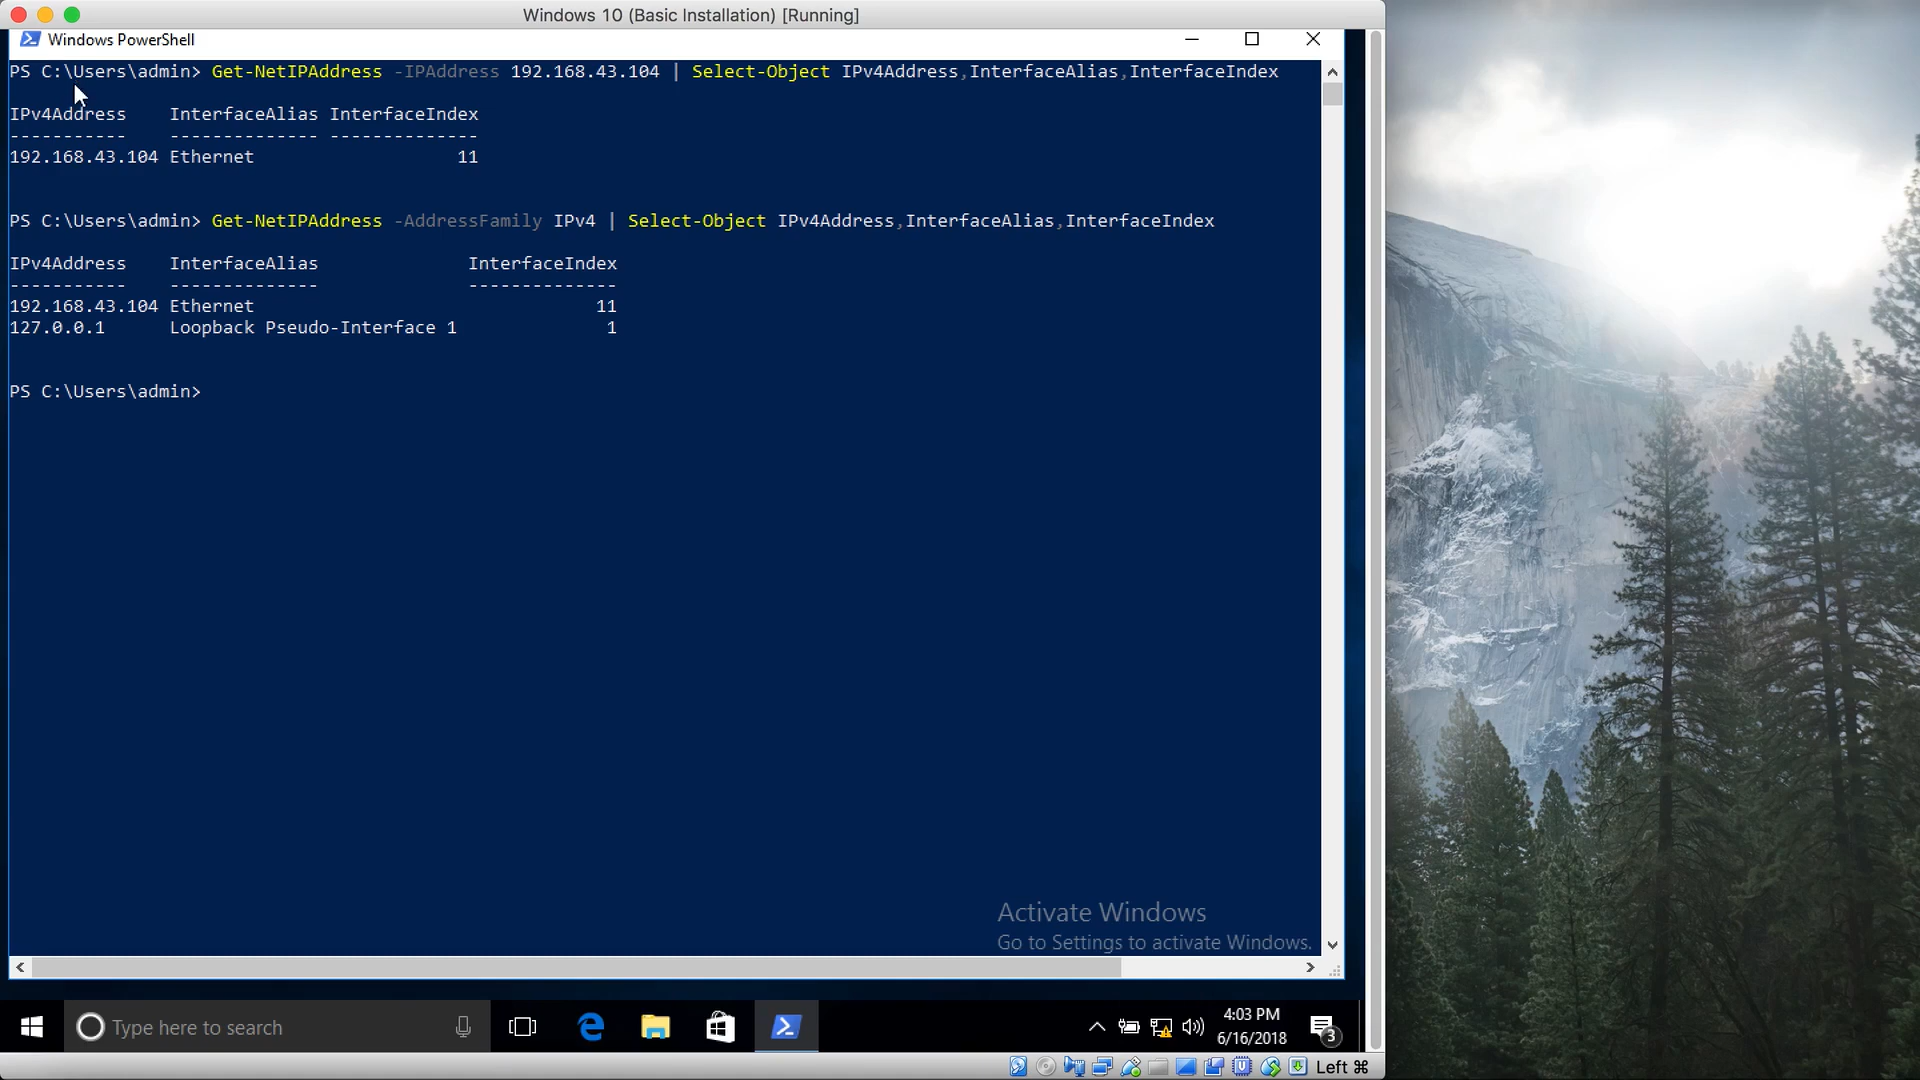 Windows 10 (Basic Installation) [Running]
Windows PowerShell
PS C:\Users\admin> Get-NetIPAddress -IPAddress 192.168.43.104 | Select-Object IPv4Address,InterfaceAlias,InterfaceIndex
IPv4Address    InterfaceAlias InterfaceIndex
-----------    -------------- --------------
192.168.43.104 Ethernet                   11
PS C:\Users\admin> Get-NetIPAddress -AddressFamily IPv4 | Select-Object IPv4Address,InterfaceAlias,InterfaceIndex
IPv4Address    InterfaceAlias              InterfaceIndex
-----------    --------------              --------------
192.168.43.104 Ethernet                                11
127.0.0.1      Loopback Pseudo-Interface 1              1
PS C:\Users\admin>
Activate Windows
Go to Settings to activate Windows.
Type here to search
4:03 PM
6/16/2018
3
Left ⌘